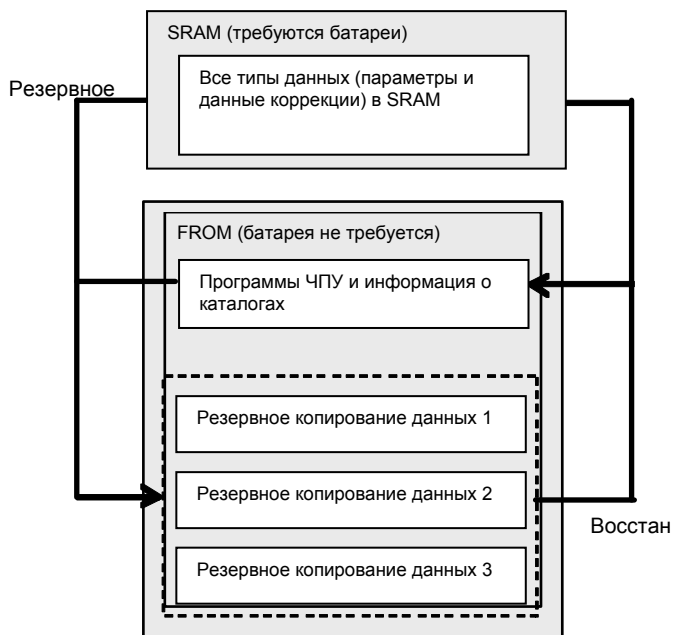 SRAM (требуются батареи)
Все типы данных (параметры и
данные коррекции) в SRAM
Резервное
FROM (батарея не требуется)
Программы ЧПУ и информация о
каталогах
Резервное копирование данных 1
Резервное копирование данных 2
Резервное копирование данных 3
Восстан